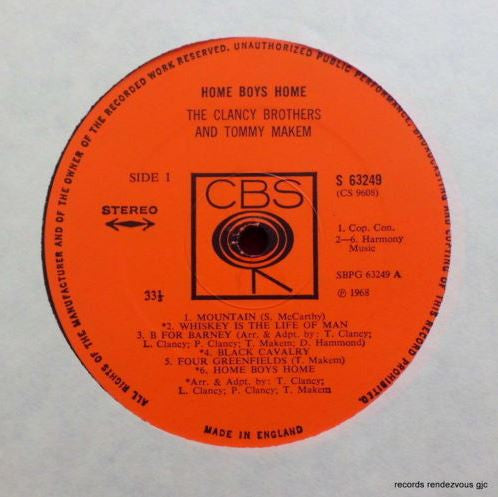 ALL RIGHTS OF THE MANUFACTURER AND OF THE OWNER OF THE RECORDED WORK RESERVED. UNAUTHORIZED PUBLIC PERFORMANCE, BROADCASTING AND COPYING OF THIS RECORD PROHIBITED.
HOME BOYS HOME
THE CLANCY BROTHERS
AND TOMMY MAKEM
SIDE 1
STEREO
33⅓
CBS
S 63249
(CS 9608)
1. Cop. Con.
2—6. Harmony
Music
SBPG 63249 A
℗ 1968
1. MOUNTAIN (S. McCarthy)
*2. WHISKEY IS THE LIFE OF MAN
3. B FOR BARNEY (Arr. & Adpt. by: T. Clancy;
L. Clancy; P. Clancy; T. Makem; D. Hammond)
*4. BLACK CAVALRY
5. FOUR GREENFIELDS (T. Makem)
*6. HOME BOYS HOME
*Arr. & Adpt. by: T. Clancy;
L. Clancy; P. Clancy; T. Makem
MADE IN ENGLAND
records rendezvous gjc